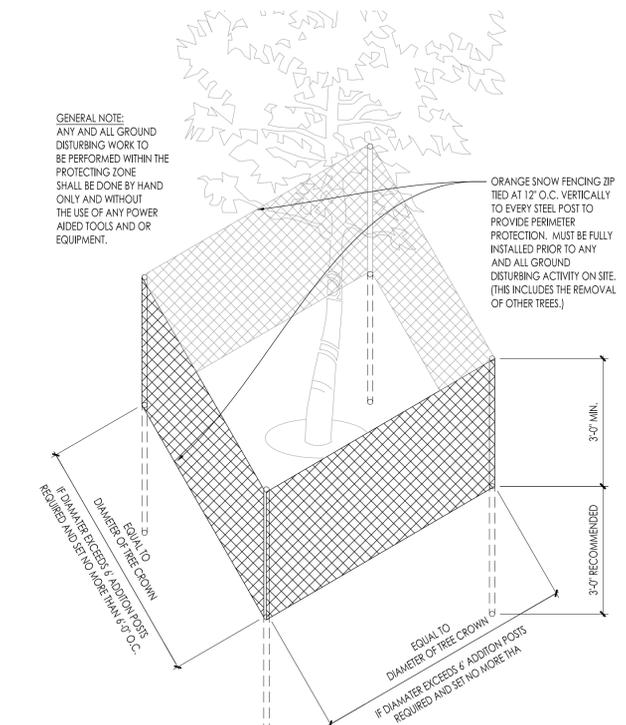 GENERAL NOTE:
ANY AND ALL GROUND
DISTURBING WORK TO
BE PERFORMED WITHIN THE
PROTECTING ZONE
SHALL BE DONE BY HAND
ONLY AND WITHOUT
THE USE OF ANY POWER
AIDED TOOLS AND OR
EQUIPMENT.
ORANGE SNOW FENCING ZIP
TIED AT 12" O.C. VERTICALLY
TO EVERY STEEL POST TO
PROVIDE PERIMETER
PROTECTION. MUST BE FULLY
INSTALLED PRIOR TO ANY
AND ALL GROUND
DISTURBING ACTIVITY ON SITE.
(THIS INCLUDES THE REMOVAL
OF OTHER TREES.)
3'-0" MIN.
3'-0" RECOMMENDED
EQUAL TO
DIAMETER OF TREE CROWN
IF DIAMATER EXCEEDS 6' ADDITON POSTS
REQUIRED AND SET NO MORE THAN 6'-0" O.C.
EQUAL TO
DIAMETER OF TREE CROWN
IF DIAMATER EXCEEDS 6' ADDITON POSTS
REQUIRED AND SET NO MORE THA